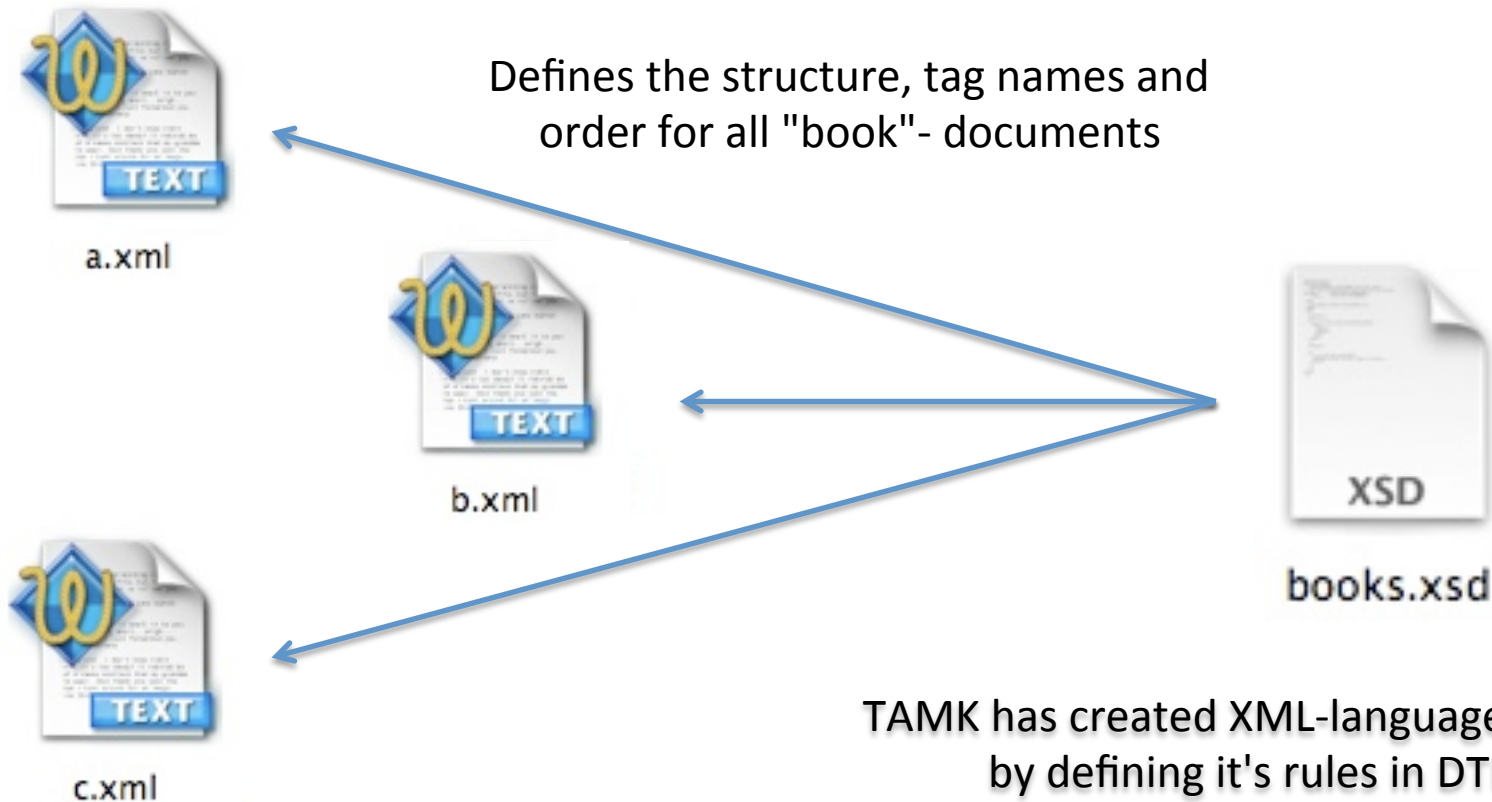 Defines the structure, tag names and
order for all "book"- documents
TEXT
a.xml
TEXT
b.xml
XSD
books.xsd
TEXT
c.xml
TAMK has created XML-language
by defining it's rules in DT